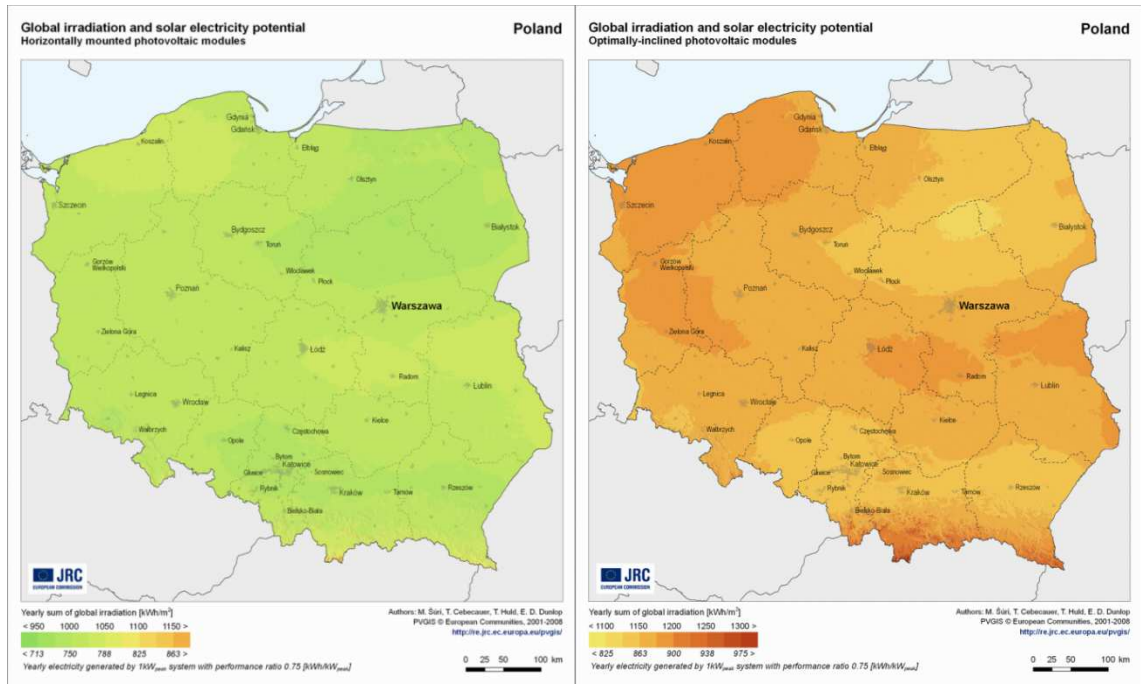 Global irradiation and solar electricity potential
Horizontally mounted photovoltaic modules
Poland
Gdynia
Gdańsk
Koszalin
Elbląg
Olsztyn
Szczecin
Bydgoszcz
Toruń
Białystok
Gorzów
Wielkopolski
Włocławek
Płock
Poznań
Warszawa
Zielona Góra
Kalisz
Łódź
Radom
Lublin
Legnica
Wrocław
Kielce
Wałbrzych
Opole
Częstochowa
Bytom
Gliwice
Katowice
Sosnowiec
Rybnik
Kraków
Tarnów
Rzeszów
Bielsko-Biała
JRC
EUROPEAN COMMISSION
Yearly sum of global irradiation [kWh/m²]
< 950 1000 1050 1100 1150 >
< 713 750 788 825 863 >
Yearly electricity generated by 1kWpeak system with performance ratio 0.75 [kWh/kWpeak]
Authors: M. Šúri, T. Cebecauer, T. Huld, E. D. Dunlop
PVGIS © European Communities, 2001-2008
http://re.jrc.ec.europa.eu/pvgis/
0 25 50 100 km
Global irradiation and solar electricity potential
Optimally-inclined photovoltaic modules
Poland
Gdynia
Gdańsk
Koszalin
Elbląg
Olsztyn
Szczecin
Bydgoszcz
Toruń
Białystok
Gorzów
Wielkopolski
Włocławek
Płock
Poznań
Warszawa
Zielona Góra
Kalisz
Łódź
Radom
Lublin
Legnica
Wrocław
Kielce
Wałbrzych
Opole
Częstochowa
Bytom
Gliwice
Katowice
Sosnowiec
Rybnik
Kraków
Tarnów
Rzeszów
Bielsko-Biała
JRC
EUROPEAN COMMISSION
Yearly sum of global irradiation [kWh/m²]
< 1100 1150 1200 1250 1300 >
< 825 863 900 938 975 >
Yearly electricity generated by 1kWpeak system with performance ratio 0.75 [kWh/kWpeak]
Authors: M. Šúri, T. Cebecauer, T. Huld, E. D. Dunlop
PVGIS © European Communities, 2001-2008
http://re.jrc.ec.europa.eu/pvgis/
0 25 50 100 km